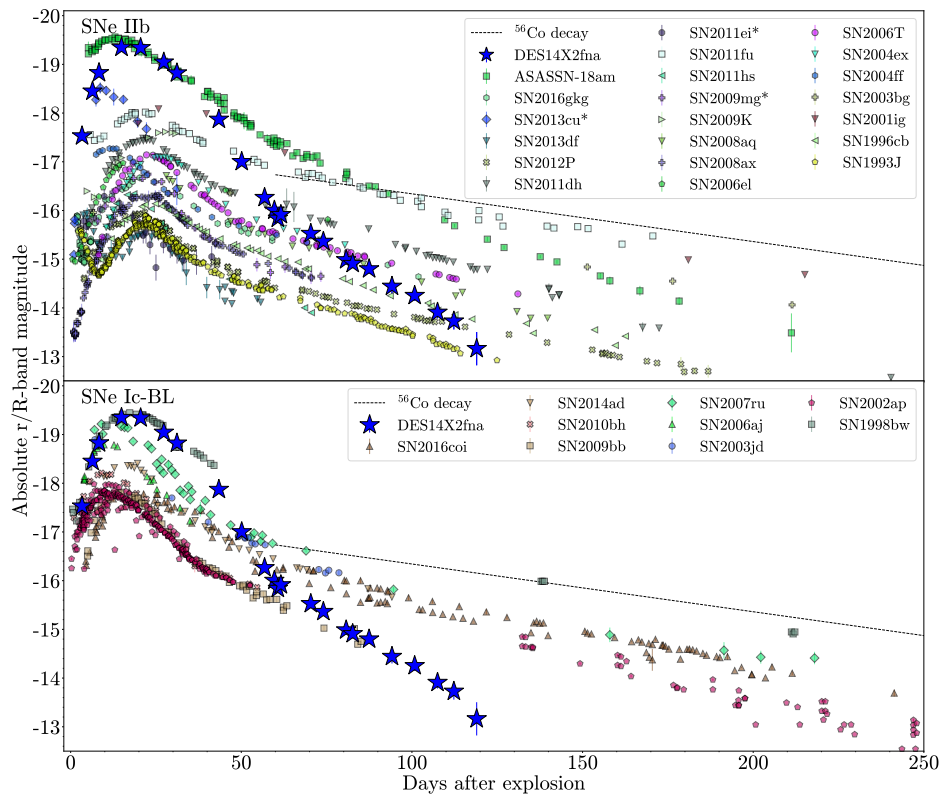 SNe IIb
56Co decay
DES14X2fna
ASASSN-18am
SN2016gkg
SN2013cu*
SN2013df
SN2012P
SN2011dh
SN2011ei*
SN2011fu
SN2011hs
SN2009mg*
SN2009K
SN2008aq
SN2008ax
SN2006el
SN2006T
SN2004ex
SN2004ff
SN2003bg
SN2001ig
SN1996cb
SN1993J
-20
-19
-18
-17
-16
-15
-14
-13
Absolute r/R-band magnitude
SNe Ic-BL
56Co decay
DES14X2fna
SN2016coi
SN2014ad
SN2010bh
SN2009bb
SN2007ru
SN2006aj
SN2003jd
SN2002ap
SN1998bw
-20
-19
-18
-17
-16
-15
-14
-13
0
50
100
150
200
250
Days after explosion